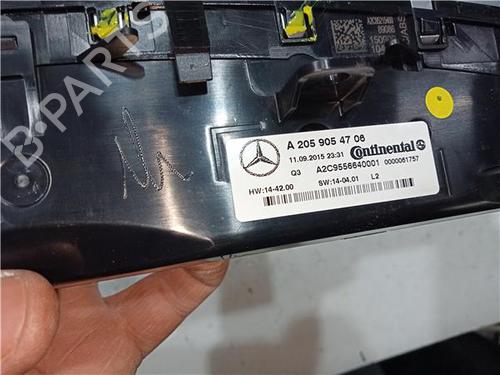 A 205 905 47 06
11.09.2015 23:31 Continental
Q3 A2C9556640001 0000061757
HW:14-42.00 SW:14-04.01 L2
B-PARTS